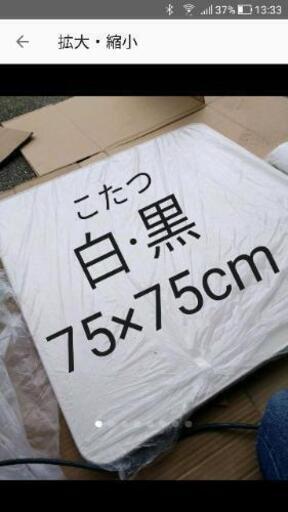 37% 13:33
← 拡大・縮小
こたつ
白・黒
75×75cm